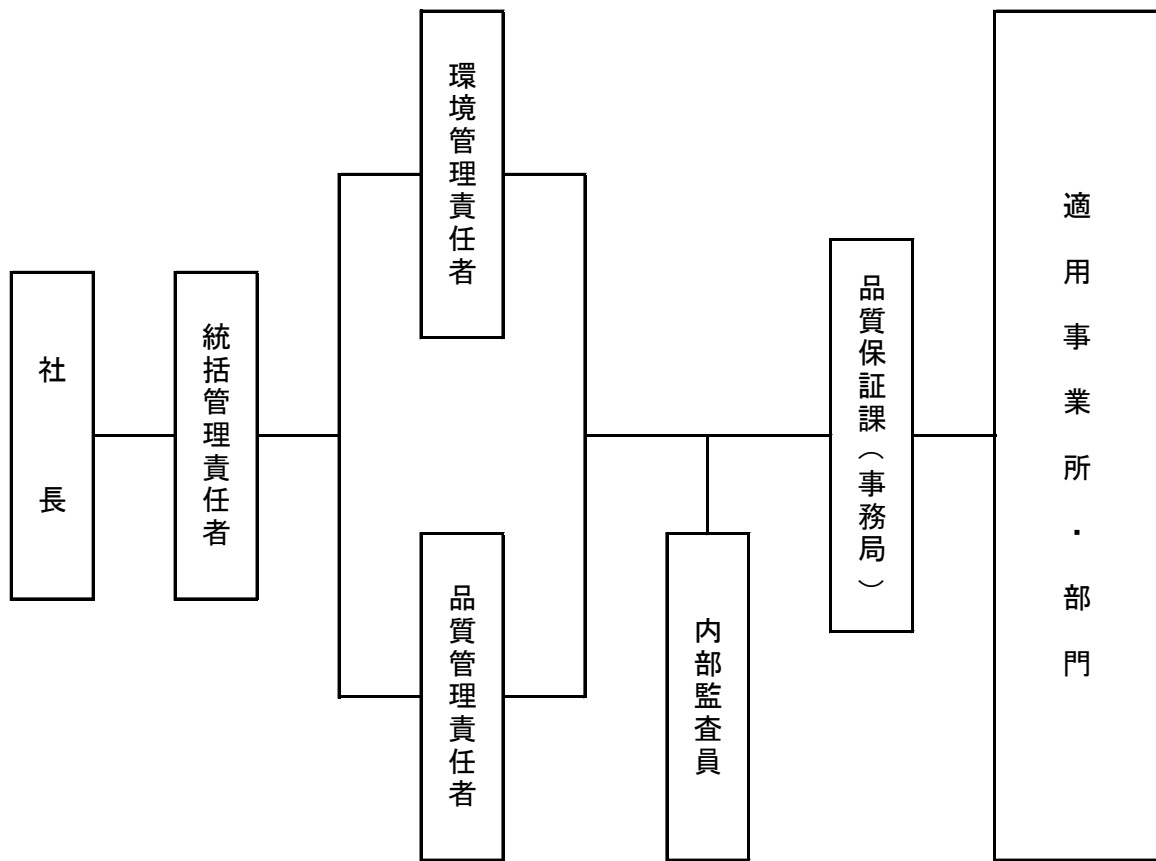 社長
統括管理責任者
環境管理責任者
品質管理責任者
内部監査員
品質保証課（事務局）
適用事業所・部門